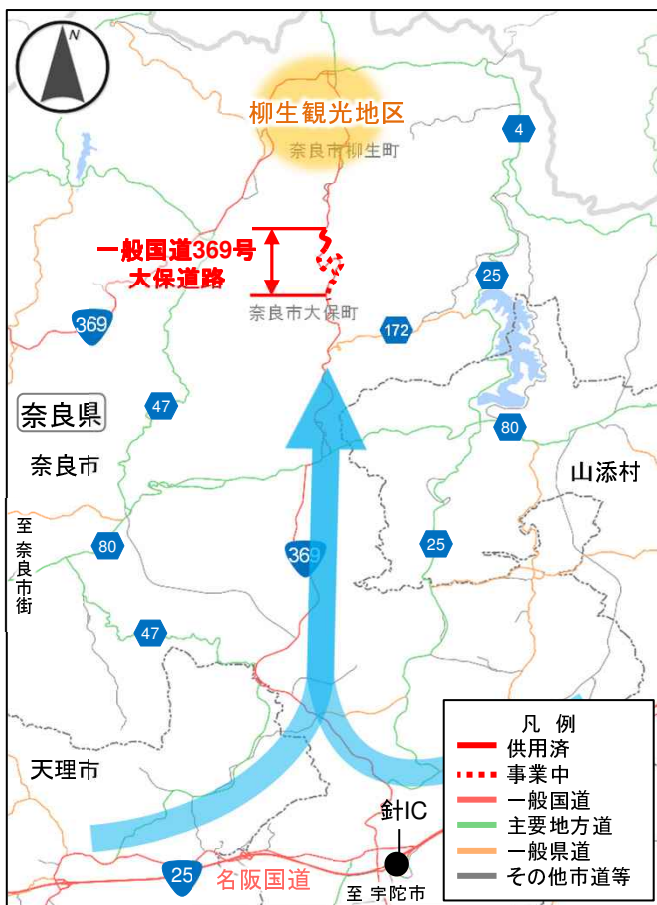 柳生観光地区
奈良市柳生町
4
一般国道369号
大保道路
25
奈良市大保町
369
172
47
奈良県
80
奈良市
山添村
至 奈良市街
80
369
25
47
天理市
針IC
25
名阪国道
至 宇陀市
凡 例
供用済
事業中
一般国道
主要地方道
一般県道
その他市道等